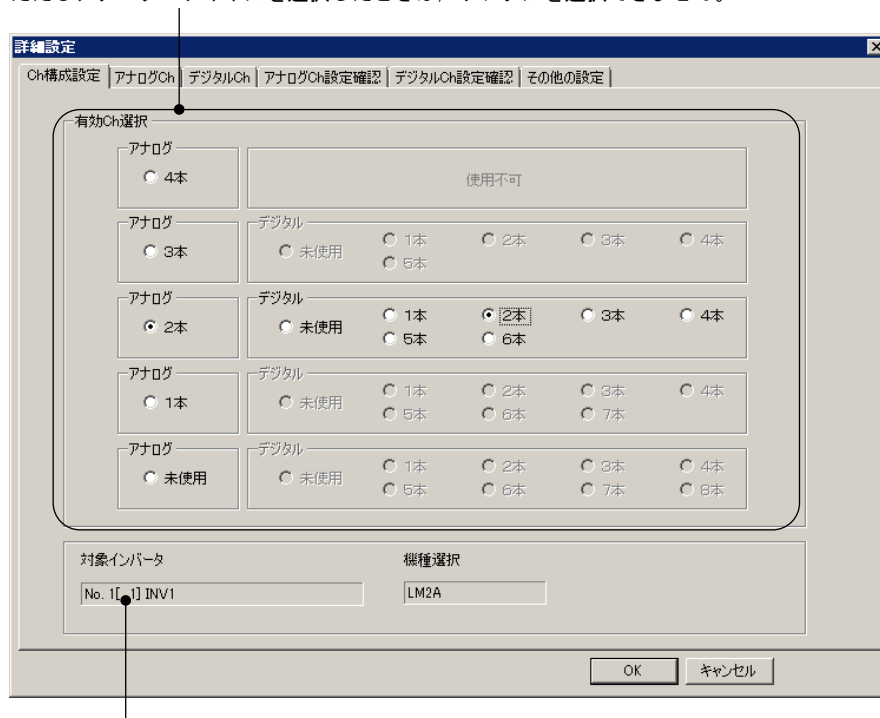 詳細設定
Ch構成設定 アナログCh デジタルCh アナログCh設定確認 デジタルCh設定確認 その他の設定
有効Ch選択
アナログ
4本
使用不可
アナログ デジタル
3本 未使用 1本 2本 3本 4本
5本
アナログ デジタル
2本 未使用 1本 2本 3本 4本
5本 6本
アナログ デジタル
1本 未使用 1本 2本 3本 4本
5本 6本 7本
アナログ デジタル
未使用 未使用 1本 2本 3本 4本
5本 6本 7本 8本
対象インバータ 機種選択
No. 1[ 1] INV1 LM2A
OK キャンセル